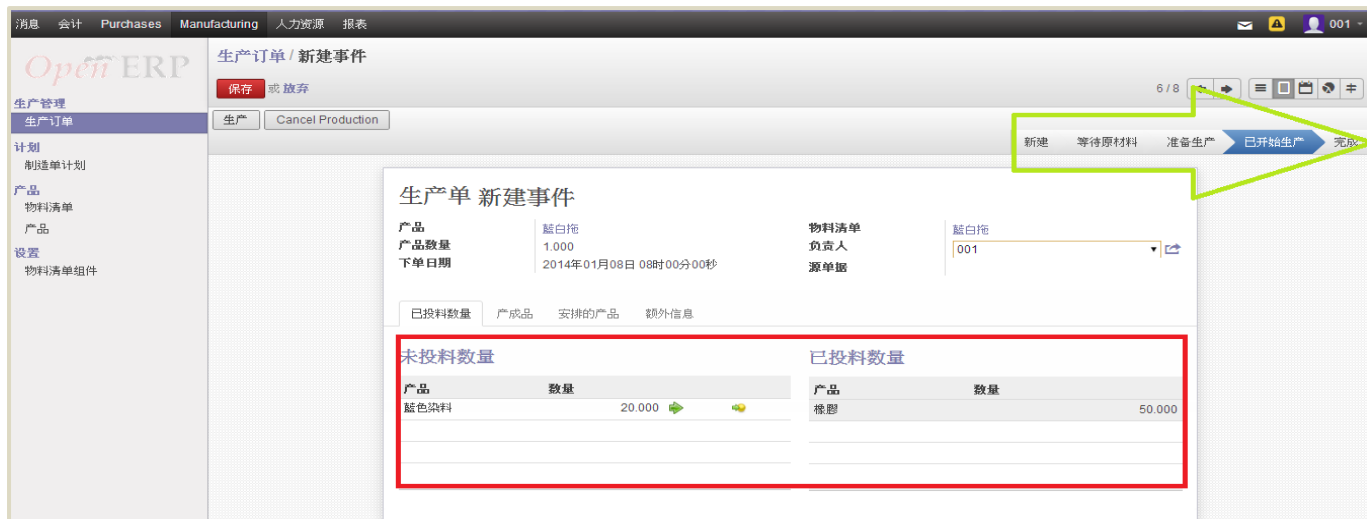 消息 会计 Purchases Manufacturing 人力资源 报表 001
Open ERP
生产订单 / 新建事件
保存 或 放弃 6 / 8
生产管理
生产订单
生产 Cancel Production
新建 等待原材料 准备生产 已开始生产 完成
计划
制造单计划
产品
物料清单
产品
设置
物料清单组件
生产单 新建事件
产品 藍白拖 物料清单 藍白拖
产品数量 1.000 负责人 001
下单日期 2014年01月08日 08时00分00秒 源单据
已投料数量 产成品 安排的产品 额外信息
未投料数量 已投料数量
产品 数量 产品 数量
藍色染料 20.000 橡膠 50.000